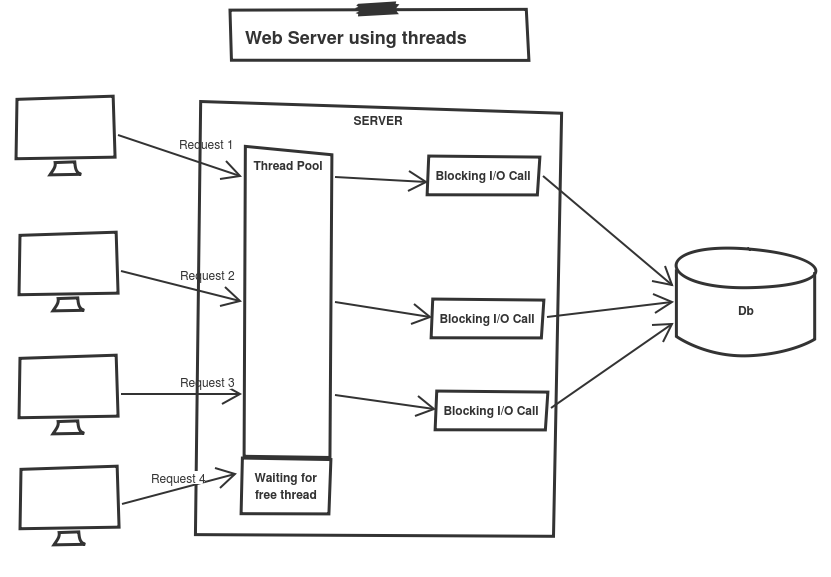 Web Server using threads
SERVER
Request 1
Thread Pool
Blocking I/O Call
Request 2
Blocking I/O Call
Db
Request 3
Blocking I/O Call
Request 4
Waiting for
free thread